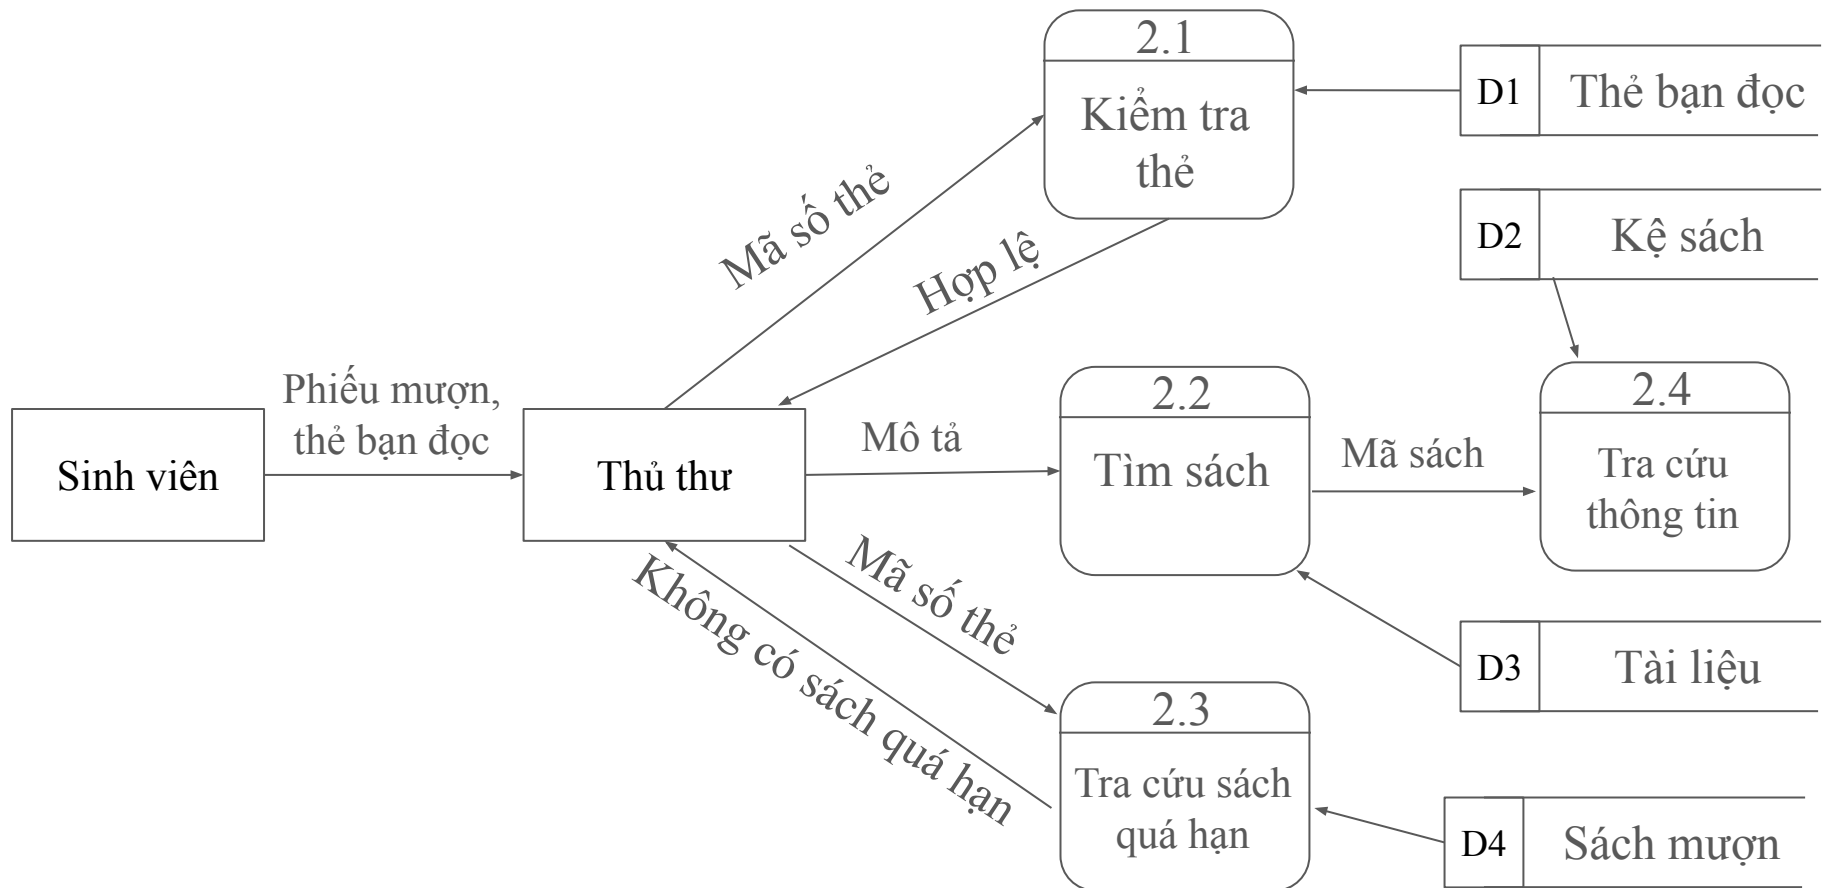 2.1
Kiểm tra
thẻ
D1
Thẻ bạn đọc
D2
Kệ sách
Mã số thẻ
Hợp lệ
Phiếu mượn,
thẻ bạn đọc
Sinh viên
Thủ thư
Mô tả
2.2
Tìm sách
Mã sách
2.4
Tra cứu
thông tin
Mã số thẻ
Không có sách quá hạn
D3
Tài liệu
2.3
Tra cứu sách
quá hạn
D4
Sách mượn